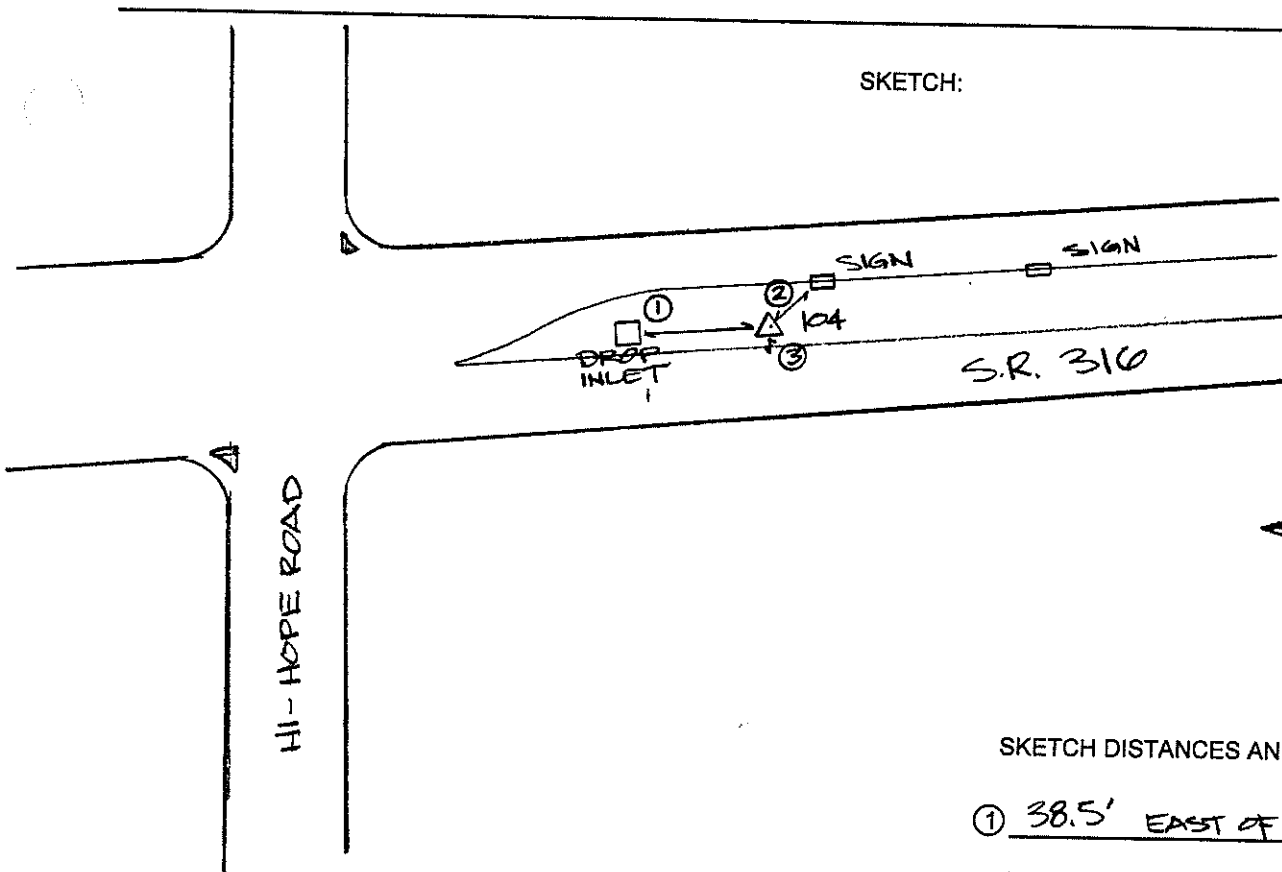 SKETCH:
SIGN
SIGN
①
②
104
DROP
INLET
③
S.R. 316
HI-HOPE ROAD
SKETCH DISTANCES AN
① 38.5' EAST OF